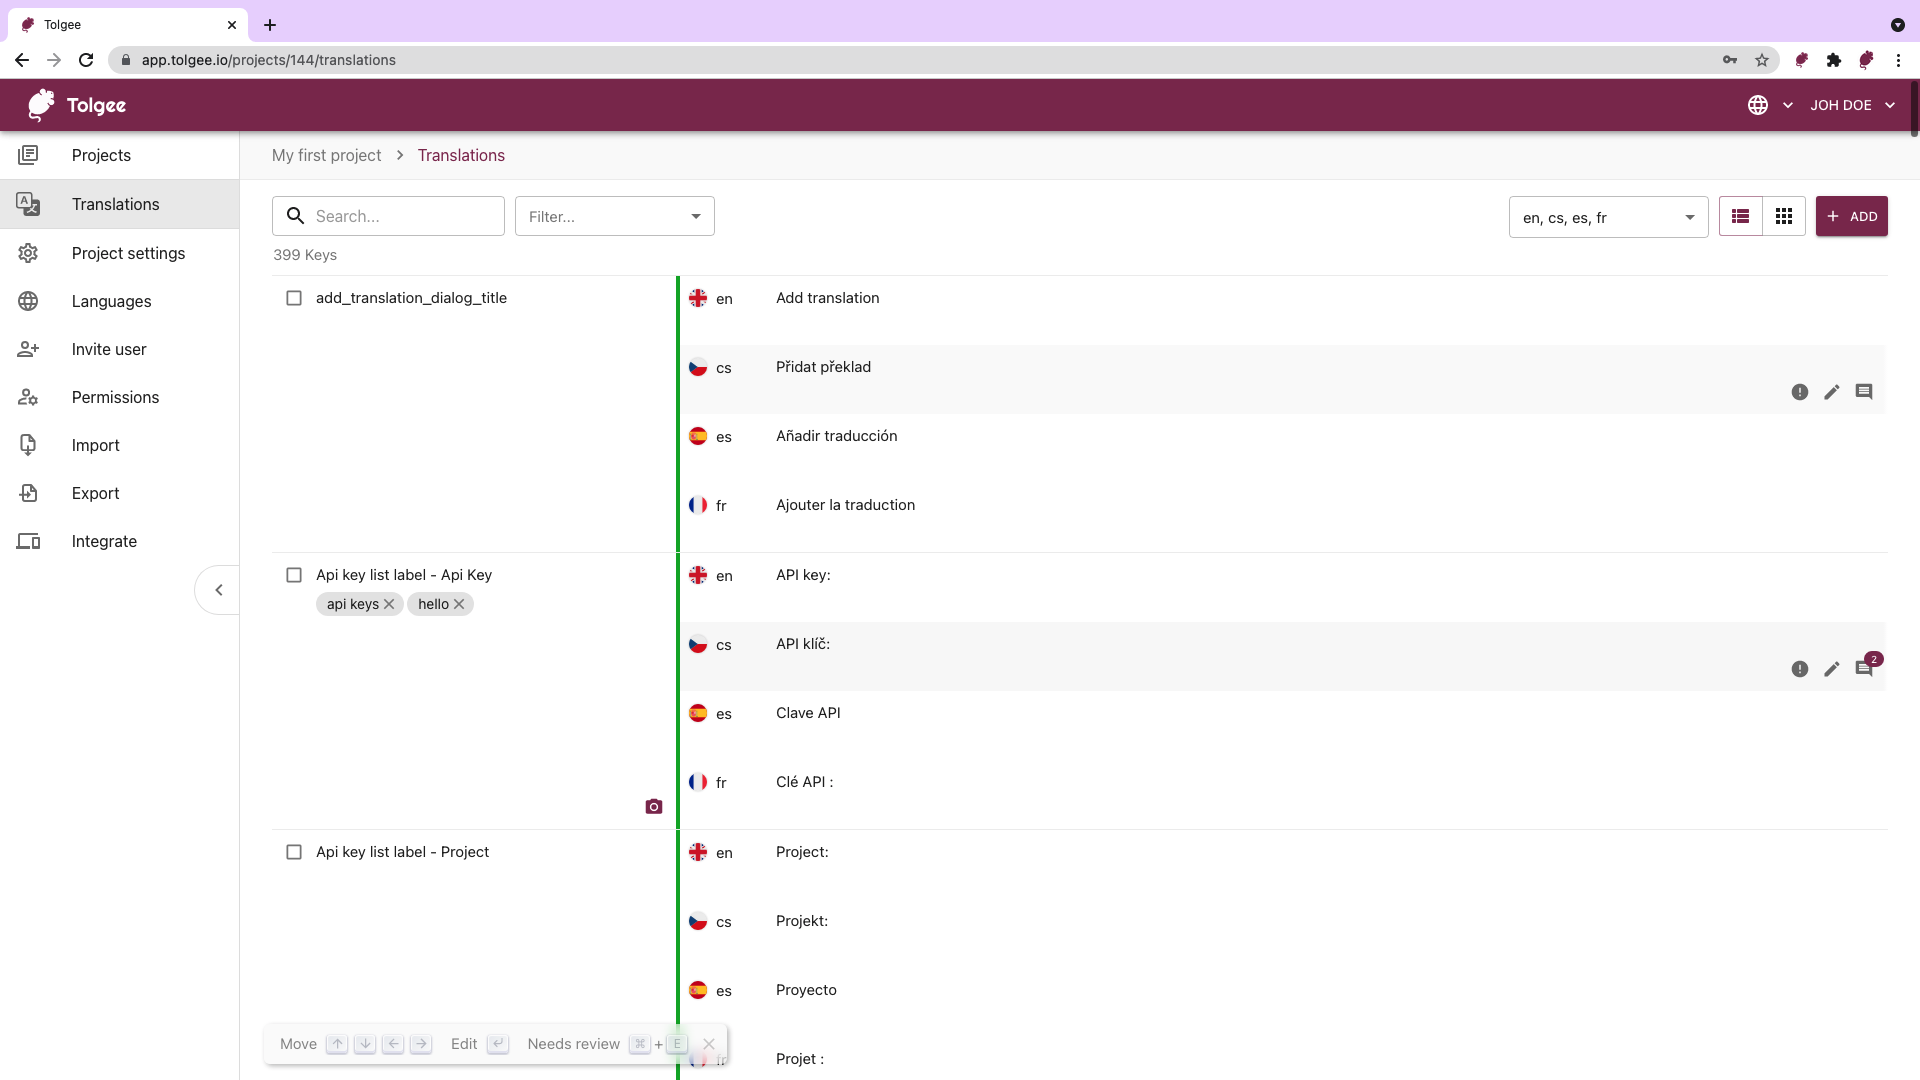 Tolgee
app.tolgee.io/projects/144/translations
Tolgee
JOH DOE
Projects
Translations
Project settings
Languages
Invite user
Permissions
Import
Export
Integrate
My first project > Translations
Search...
Filter...
en, cs, es, fr
+ ADD
399 Keys
add_translation_dialog_title
en Add translation
cs Přidat překlad
es Añadir traducción
fr Ajouter la traduction
Api key list label - Api Key
api keys
hello
en API key:
cs API klíč:
2
es Clave API
fr Clé API :
Api key list label - Project
en Project:
cs Projekt:
es Proyecto
fr Projet :
Move ↑ ↓ ← → Edit ↵ Needs review ⌘ + E